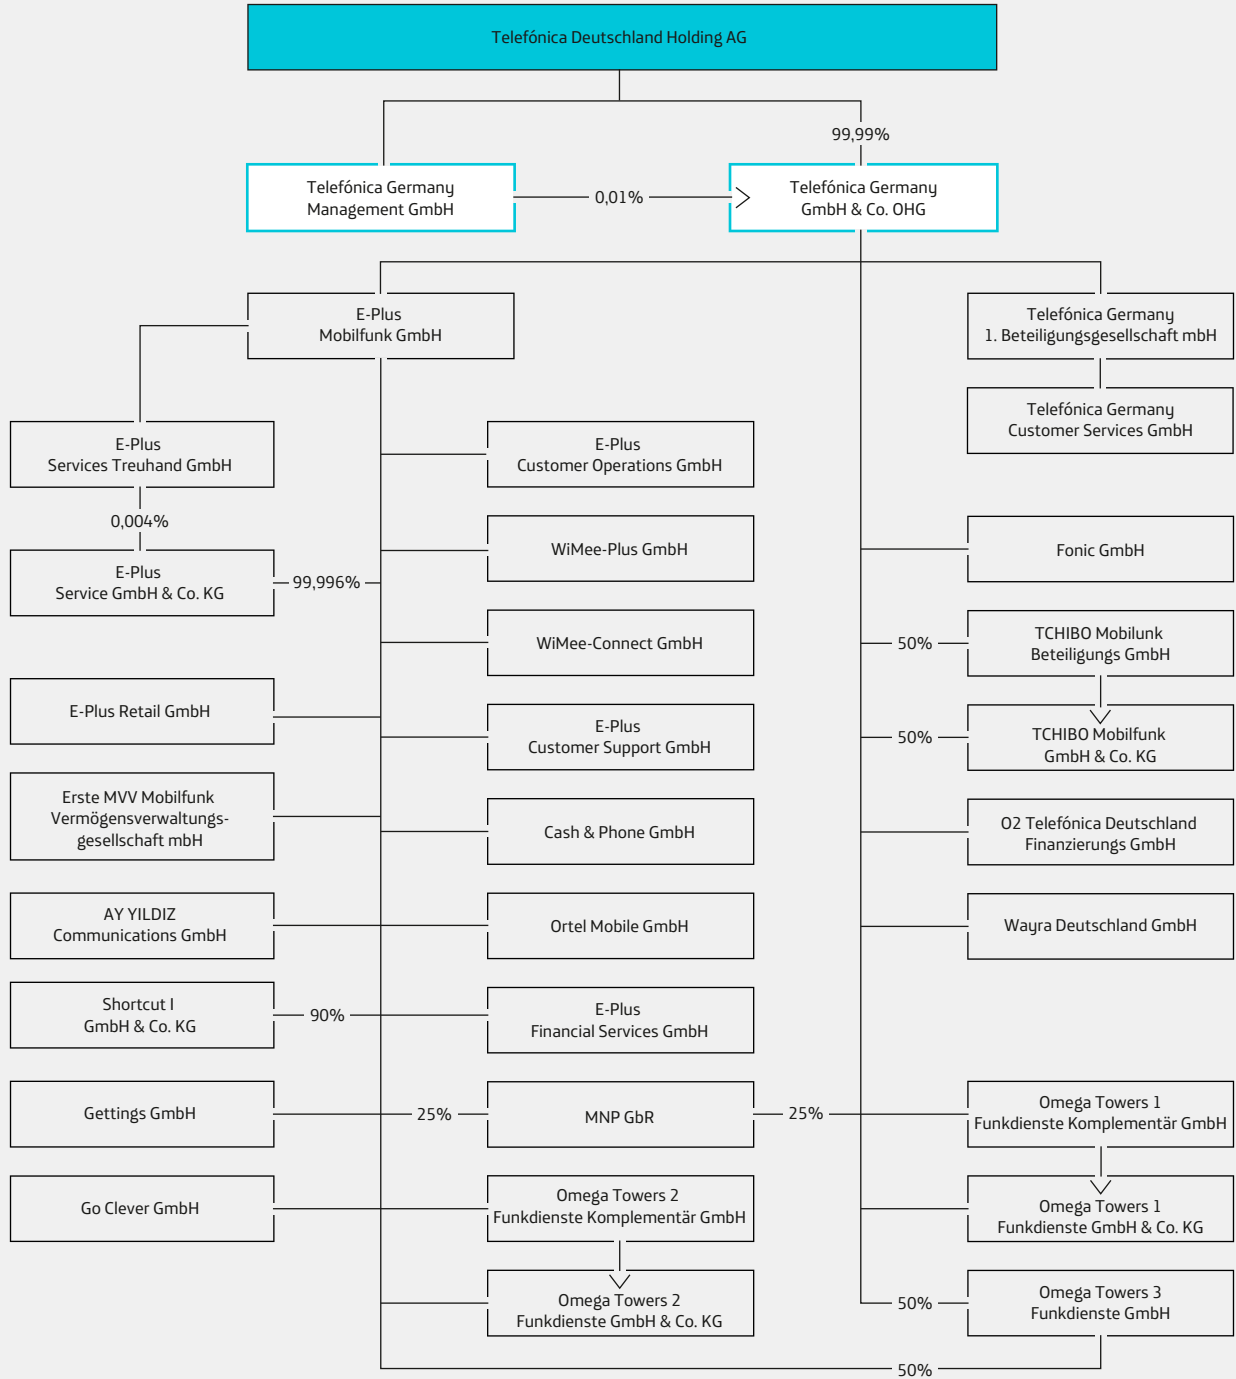 Telefónica Deutschland Holding AG
99,99%
Telefónica Germany
Management GmbH
0,01%
Telefónica Germany
GmbH & Co. OHG
E-Plus
Mobilfunk GmbH
Telefónica Germany
1. Beteiligungsgesellschaft mbH
Telefónica Germany
Customer Services GmbH
E-Plus
Services Treuhand GmbH
E-Plus
Customer Operations GmbH
0,004%
WiMee-Plus GmbH
Fonic GmbH
E-Plus
Service GmbH & Co. KG
99,996%
WiMee-Connect GmbH
50%
TCHIBO Mobilunk
Beteiligungs GmbH
E-Plus Retail GmbH
E-Plus
Customer Support GmbH
50%
TCHIBO Mobilfunk
GmbH & Co. KG
Erste MVV Mobilfunk
Vermögensverwaltungs-
gesellschaft mbH
Cash & Phone GmbH
O2 Telefónica Deutschland
Finanzierungs GmbH
AY YILDIZ
Communications GmbH
Ortel Mobile GmbH
Wayra Deutschland GmbH
Shortcut I
GmbH & Co. KG
90%
E-Plus
Financial Services GmbH
Gettings GmbH
25%
MNP GbR
25%
Omega Towers 1
Funkdienste Komplementär GmbH
Go Clever GmbH
Omega Towers 2
Funkdienste Komplementär GmbH
Omega Towers 1
Funkdienste GmbH & Co. KG
Omega Towers 2
Funkdienste GmbH & Co. KG
50%
Omega Towers 3
Funkdienste GmbH
50%